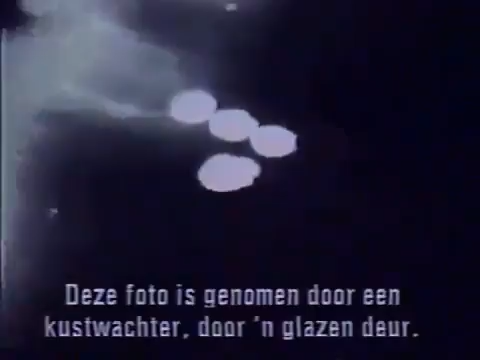 Deze foto is genomen door een
kustwachter, door 'n glazen deur.